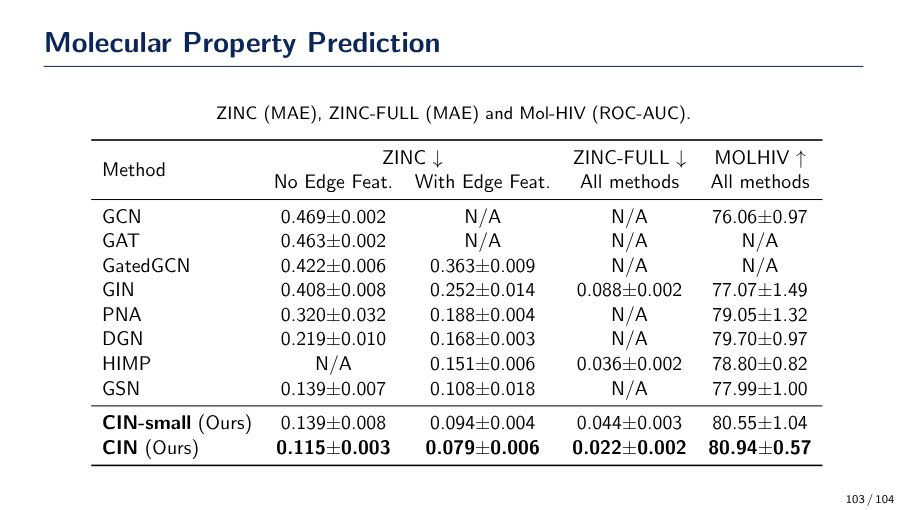 Molecular Property Prediction
ZINC (MAE), ZINC-FULL (MAE) and Mol-HIV (ROC-AUC).
Method ZINC ↓ ZINC-FULL ↓ MOLHIV ↑
No Edge Feat. With Edge Feat. All methods All methods
GCN 0.469±0.002 N/A N/A 76.06±0.97
GAT 0.463±0.002 N/A N/A N/A
GatedGCN 0.422±0.006 0.363±0.009 N/A N/A
GIN 0.408±0.008 0.252±0.014 0.088±0.002 77.07±1.49
PNA 0.320±0.032 0.188±0.004 N/A 79.05±1.32
DGN 0.219±0.010 0.168±0.003 N/A 79.70±0.97
HIMP N/A 0.151±0.006 0.036±0.002 78.80±0.82
GSN 0.139±0.007 0.108±0.018 N/A 77.99±1.00
CIN-small (Ours) 0.139±0.008 0.094±0.004 0.044±0.003 80.55±1.04
CIN (Ours) 0.115±0.003 0.079±0.006 0.022±0.002 80.94±0.57
103 / 104